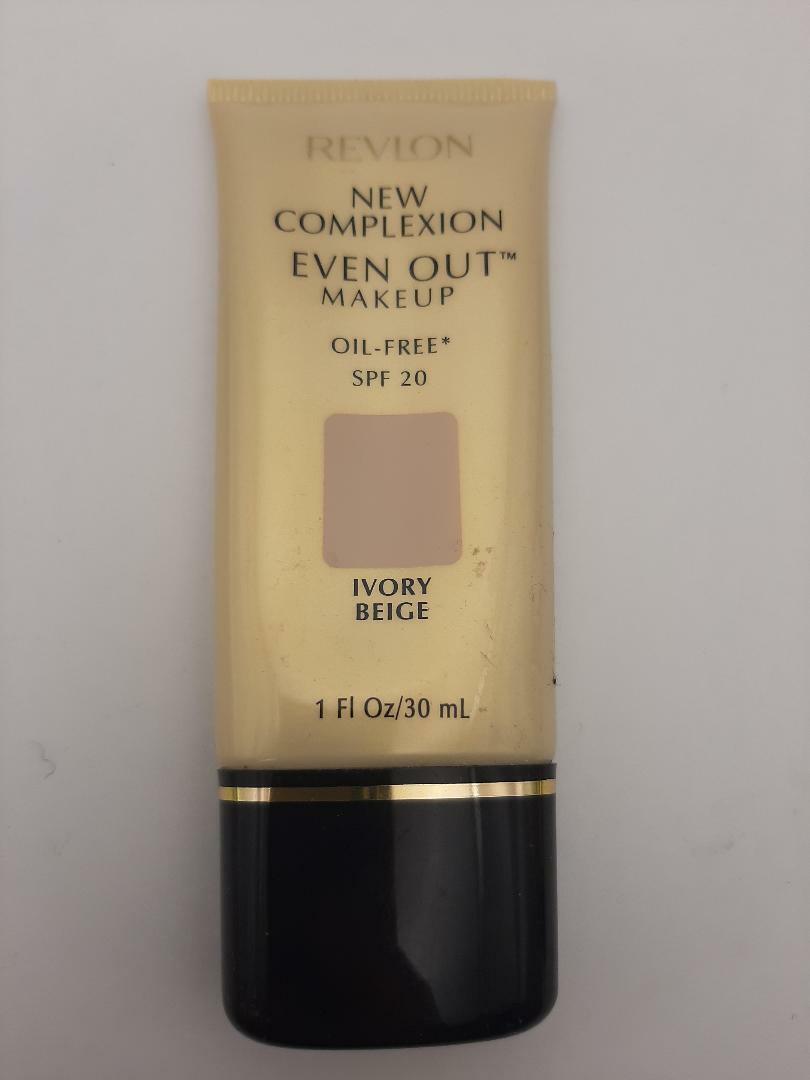 REVLON
NEW
COMPLEXION
EVEN OUT™
MAKEUP
OIL-FREE*
SPF 20
IVORY
BEIGE
1 Fl Oz/30 mL